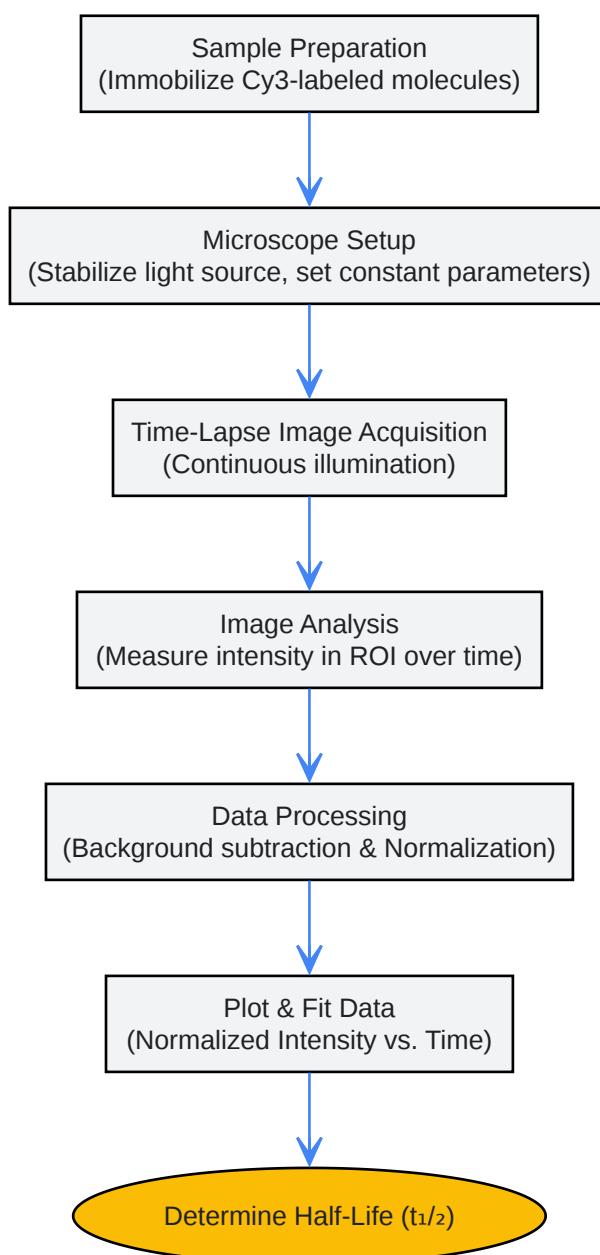 Sample Preparation
(Immobilize Cy3-labeled molecules)
Microscope Setup
(Stabilize light source, set constant parameters)
Time-Lapse Image Acquisition
(Continuous illumination)
Image Analysis
(Measure intensity in ROI over time)
Data Processing
(Background subtraction & Normalization)
Plot & Fit Data
(Normalized Intensity vs. Time)
Determine Half-Life (t₁/₂)